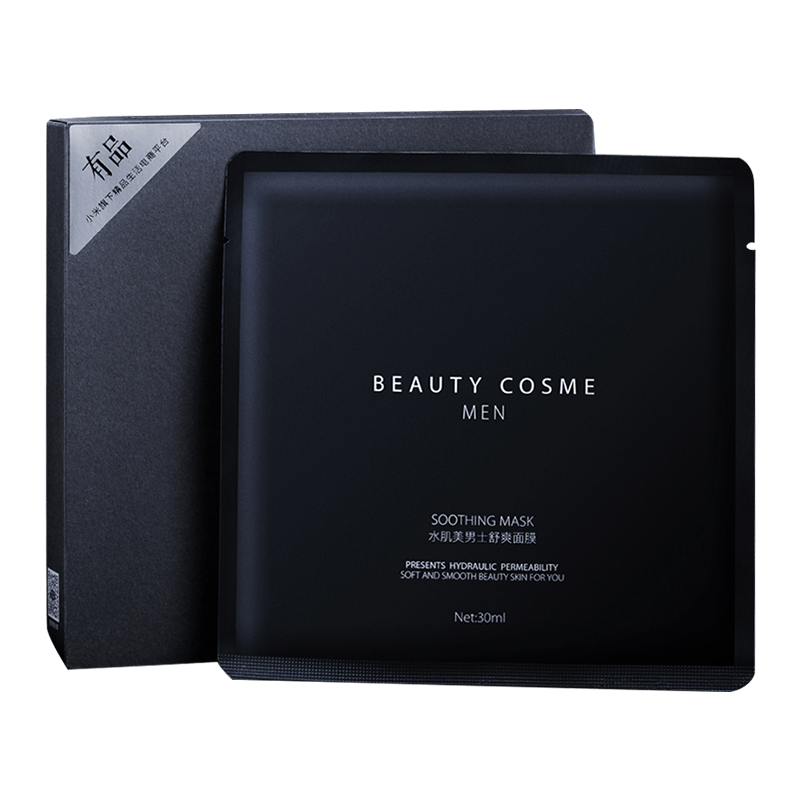 有品
小米旗下精品生活电商平台
BEAUTY COSME
MEN
SOOTHING MASK
水肌美男士舒爽面膜
PRESENTS HYDRAULIC PERMEABILITY
SOFT AND SMOOTH BEAUTY SKIN FOR YOU
Net:30ml